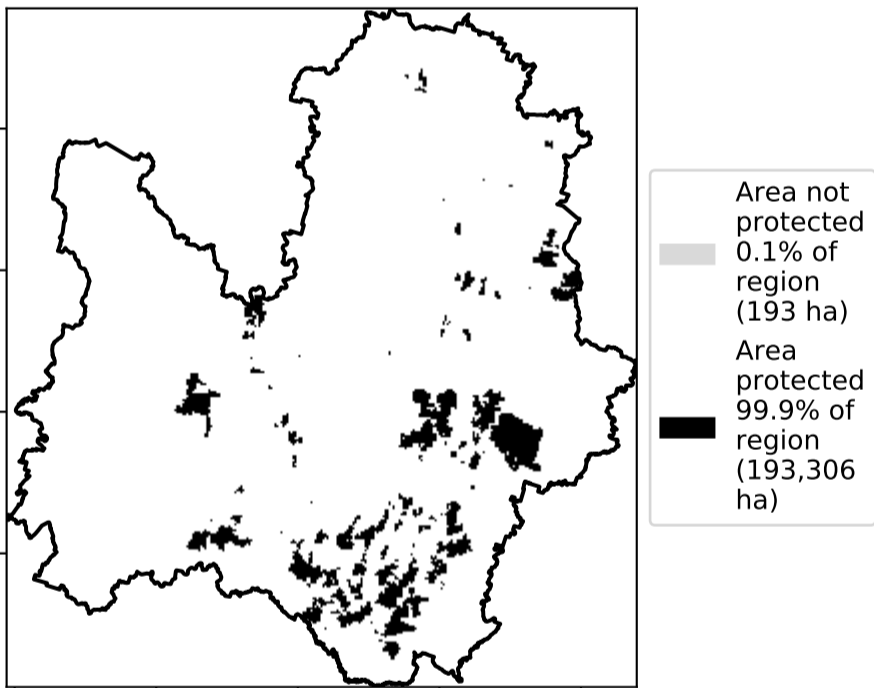 Area not
protected
0.1% of
region
(193 ha)
Area
protected
99.9% of
region
(193,306
ha)